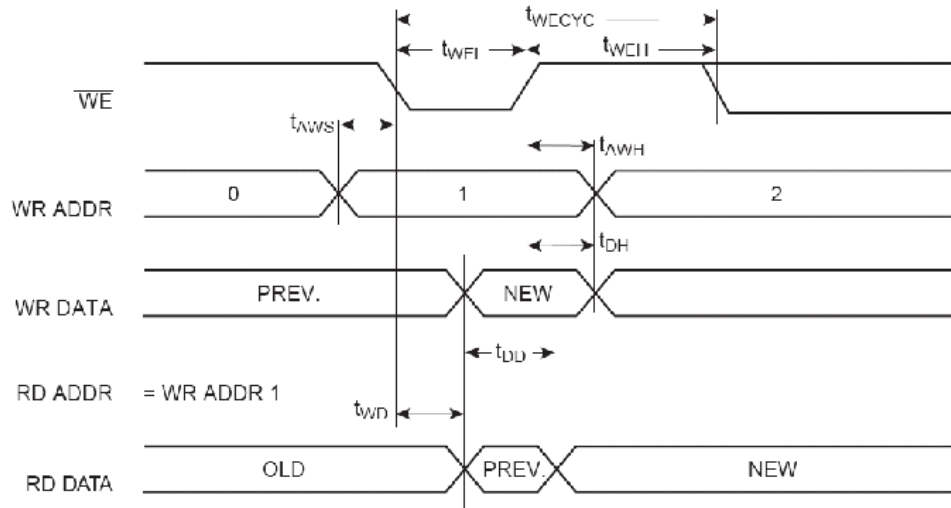 tWECYC
tWEL tWEH
WE
tAWS
tAWH
0 1 2
WR ADDR
tDH
PREV. NEW
WR DATA
tDD
RD ADDR = WR ADDR 1
tWD
OLD PREV. NEW
RD DATA